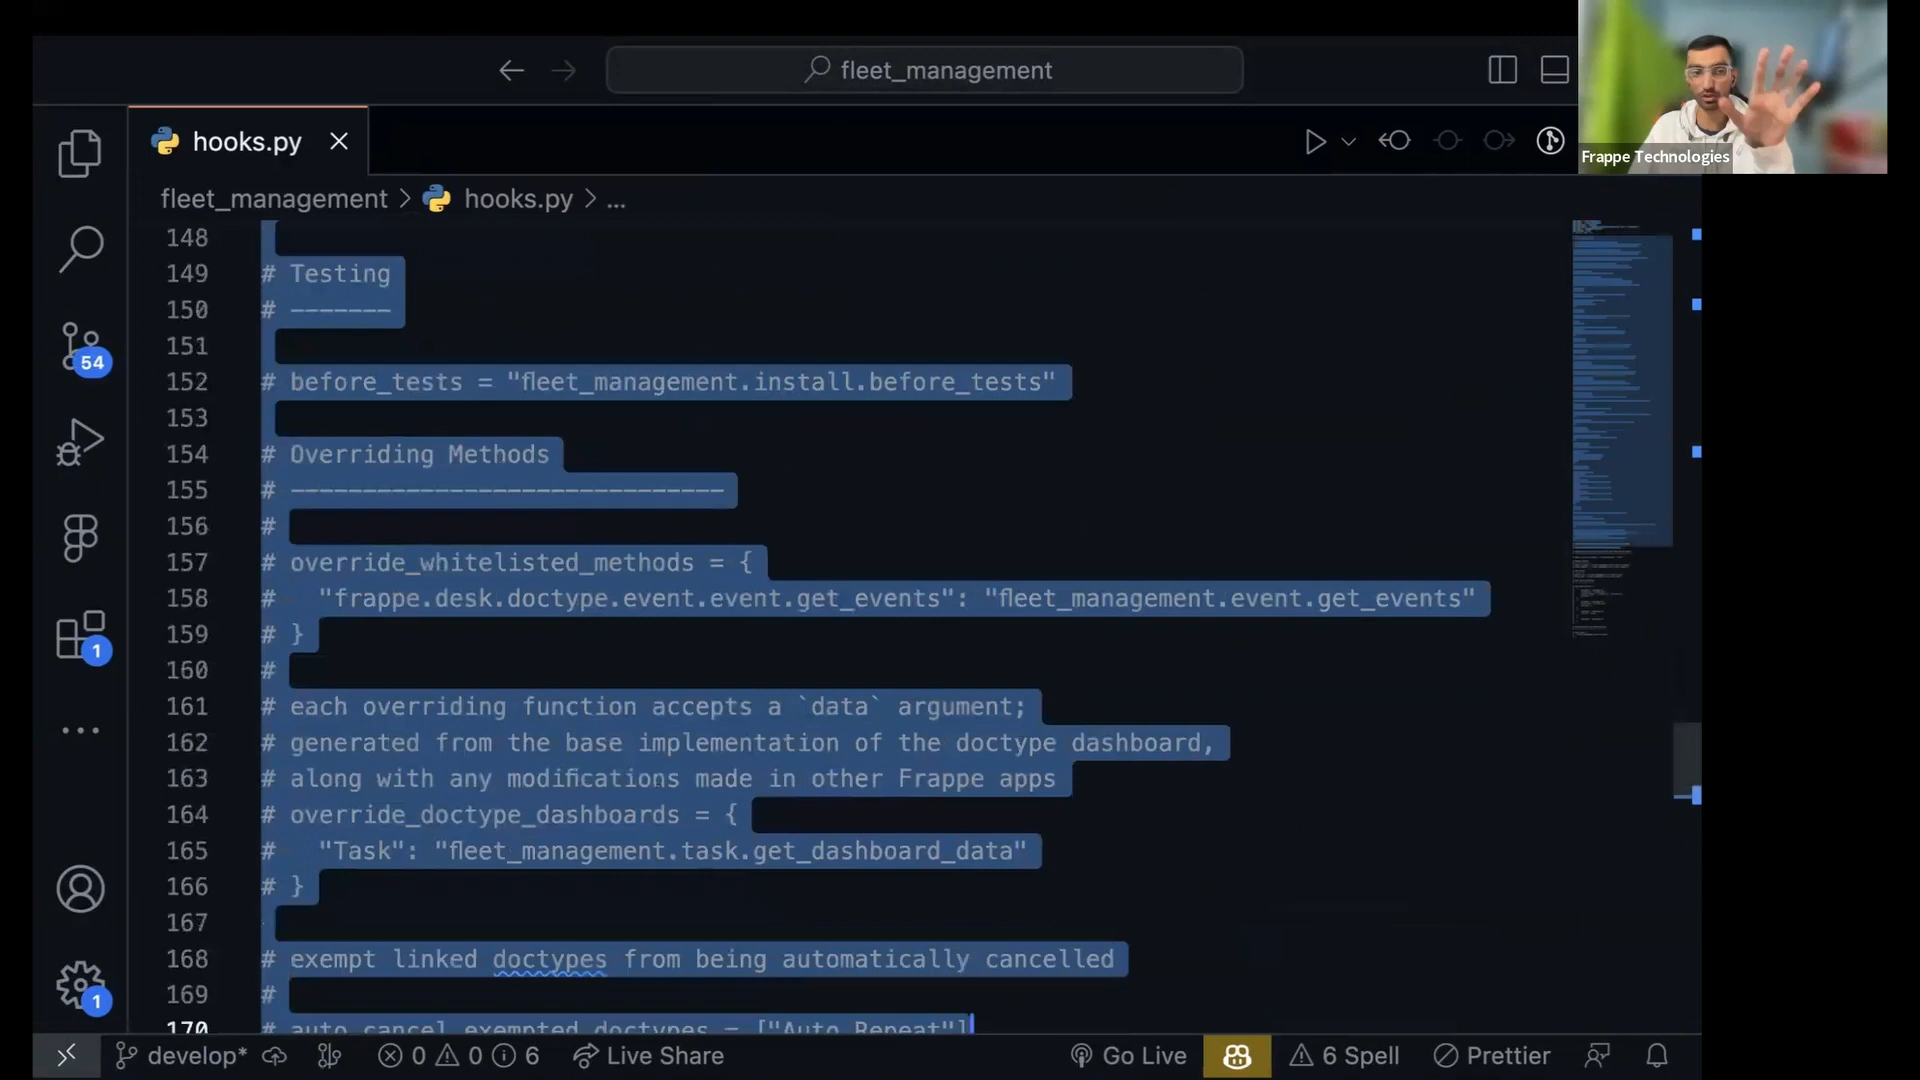 fleet_management
hooks.py
Frappe Technologies
fleet_management > hooks.py > ...
148
149 # Testing
150 # -------
151
152 # before_tests = "fleet_management.install.before_tests"
153
154 # Overriding Methods
155 # ------------------------------
156 #
157 # override_whitelisted_methods = {
158 # "frappe.desk.doctype.event.event.get_events": "fleet_management.event.get_events"
159 # }
160 #
161 # each overriding function accepts a `data` argument;
162 # generated from the base implementation of the doctype dashboard,
163 # along with any modifications made in other Frappe apps
164 # override_doctype_dashboards = {
165 # "Task": "fleet_management.task.get_dashboard_data"
166 # }
167
168 # exempt linked doctypes from being automatically cancelled
169 #
170 # auto_cancel_exempted_doctypes = ["Auto Repeat"]
54
1
1
develop* 0 0 6 Live Share Go Live 6 Spell Prettier